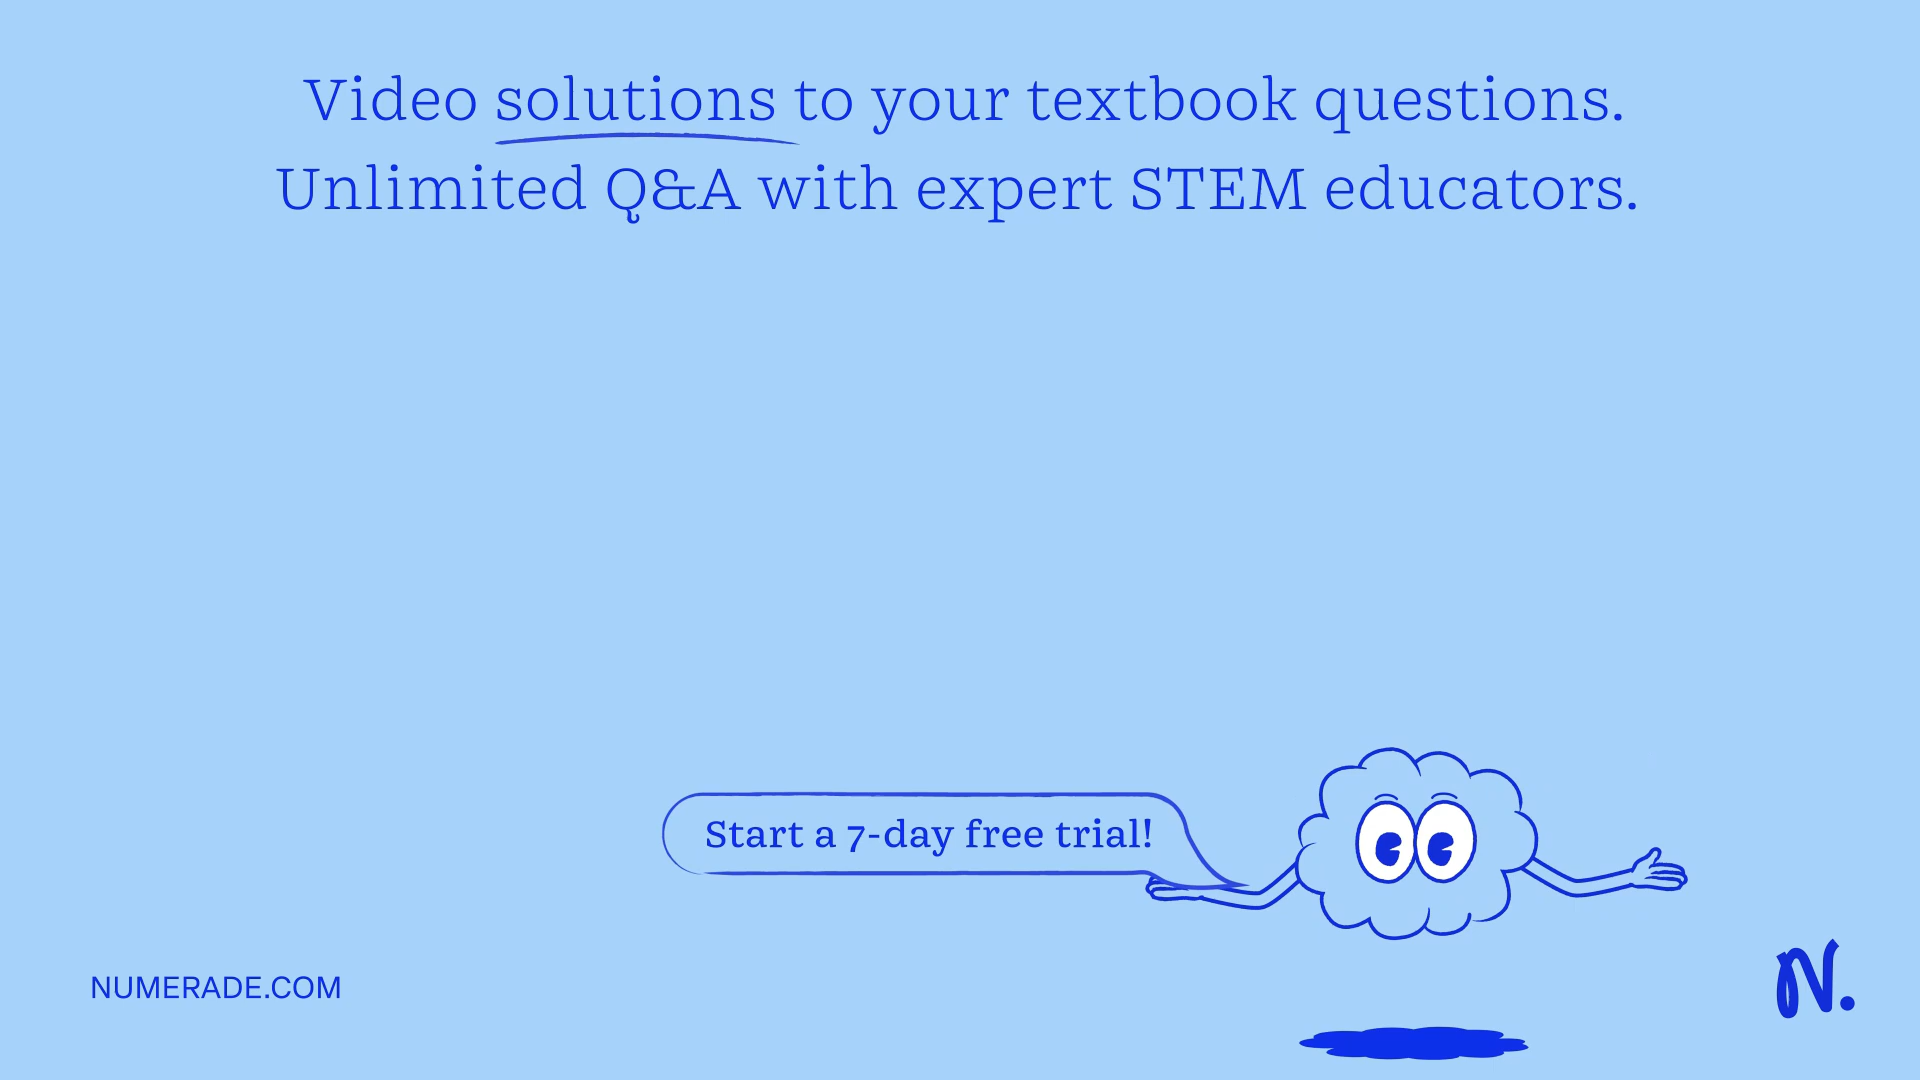 Video solutions to your textbook questions.
Unlimited Q&A with expert STEM educators.
Start a 7-day free trial!
NUMERADE.COM
N.